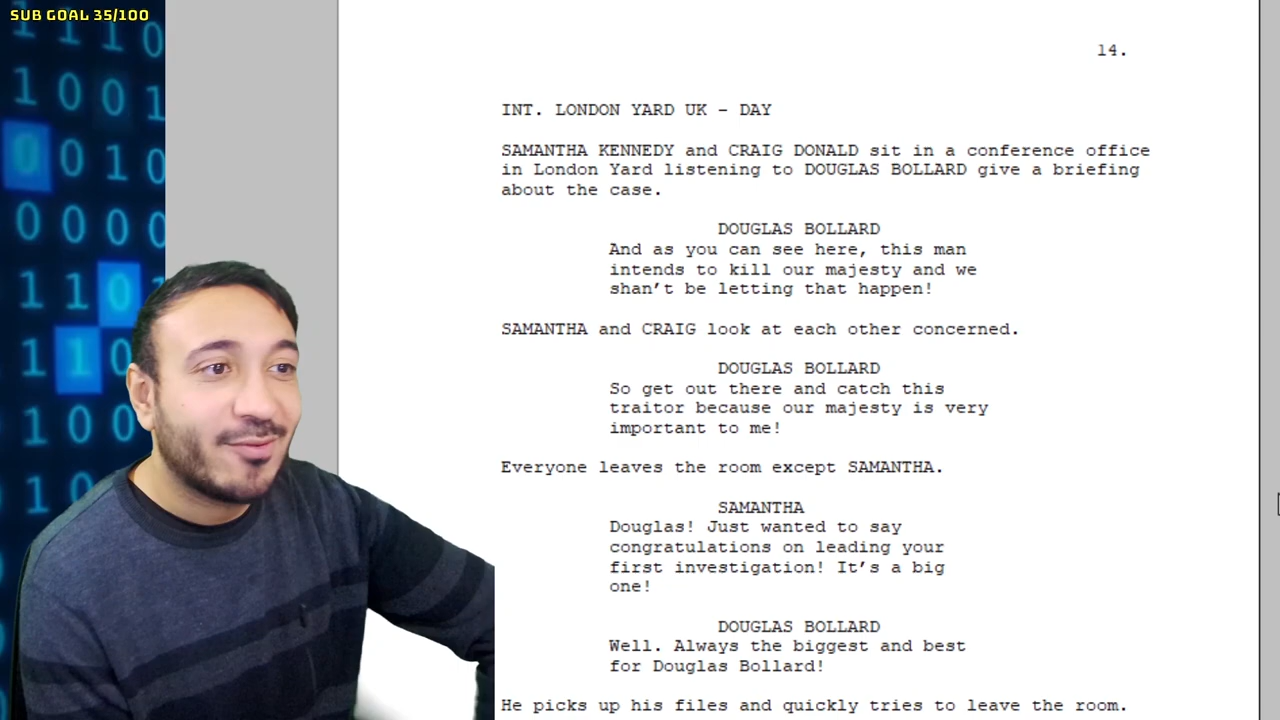 SUB GOAL 35/100
14.
INT. LONDON YARD UK - DAY
SAMANTHA KENNEDY and CRAIG DONALD sit in a conference office
in London Yard listening to DOUGLAS BOLLARD give a briefing
about the case.
DOUGLAS BOLLARD
And as you can see here, this man
intends to kill our majesty and we
shan’t be letting that happen!
SAMANTHA and CRAIG look at each other concerned.
DOUGLAS BOLLARD
So get out there and catch this
traitor because our majesty is very
important to me!
Everyone leaves the room except SAMANTHA.
SAMANTHA
Douglas! Just wanted to say
congratulations on leading your
first investigation! It’s a big
one!
DOUGLAS BOLLARD
Well. Always the biggest and best
for Douglas Bollard!
He picks up his files and quickly tries to leave the room.